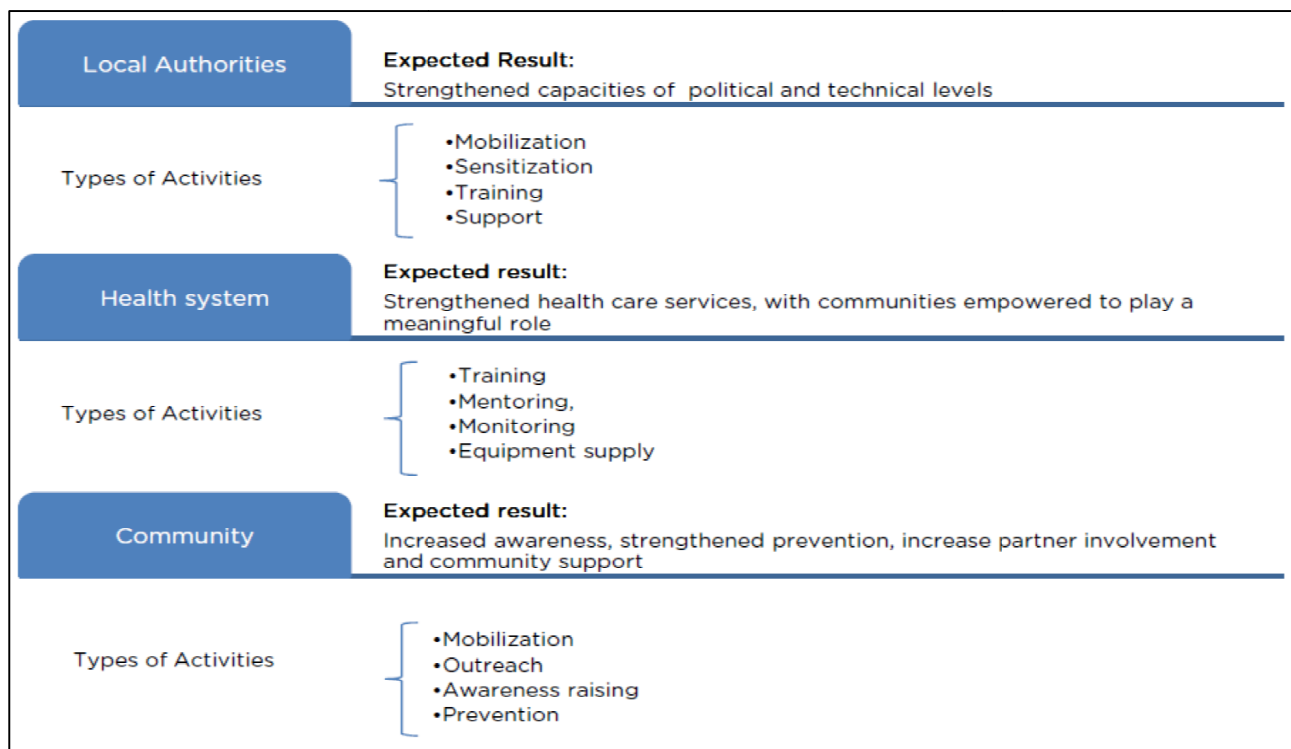 Local Authorities
Expected Result:
Strengthened capacities of political and technical levels
Types of Activities
•Mobilization
•Sensitization
•Training
•Support
Health system
Expected result:
Strengthened health care services, with communities empowered to play a
meaningful role
Types of Activities
•Training
•Mentoring,
•Monitoring
•Equipment supply
Community
Expected result:
Increased awareness, strengthened prevention, increase partner involvement
and community support
Types of Activities
•Mobilization
•Outreach
•Awareness raising
•Prevention